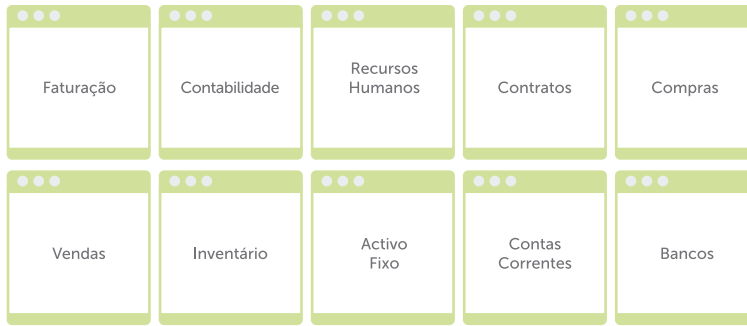 Faturação
Contabilidade
Recursos
Humanos
Contratos
Compras
Vendas
Inventário
Activo
Fixo
Contas
Correntes
Bancos